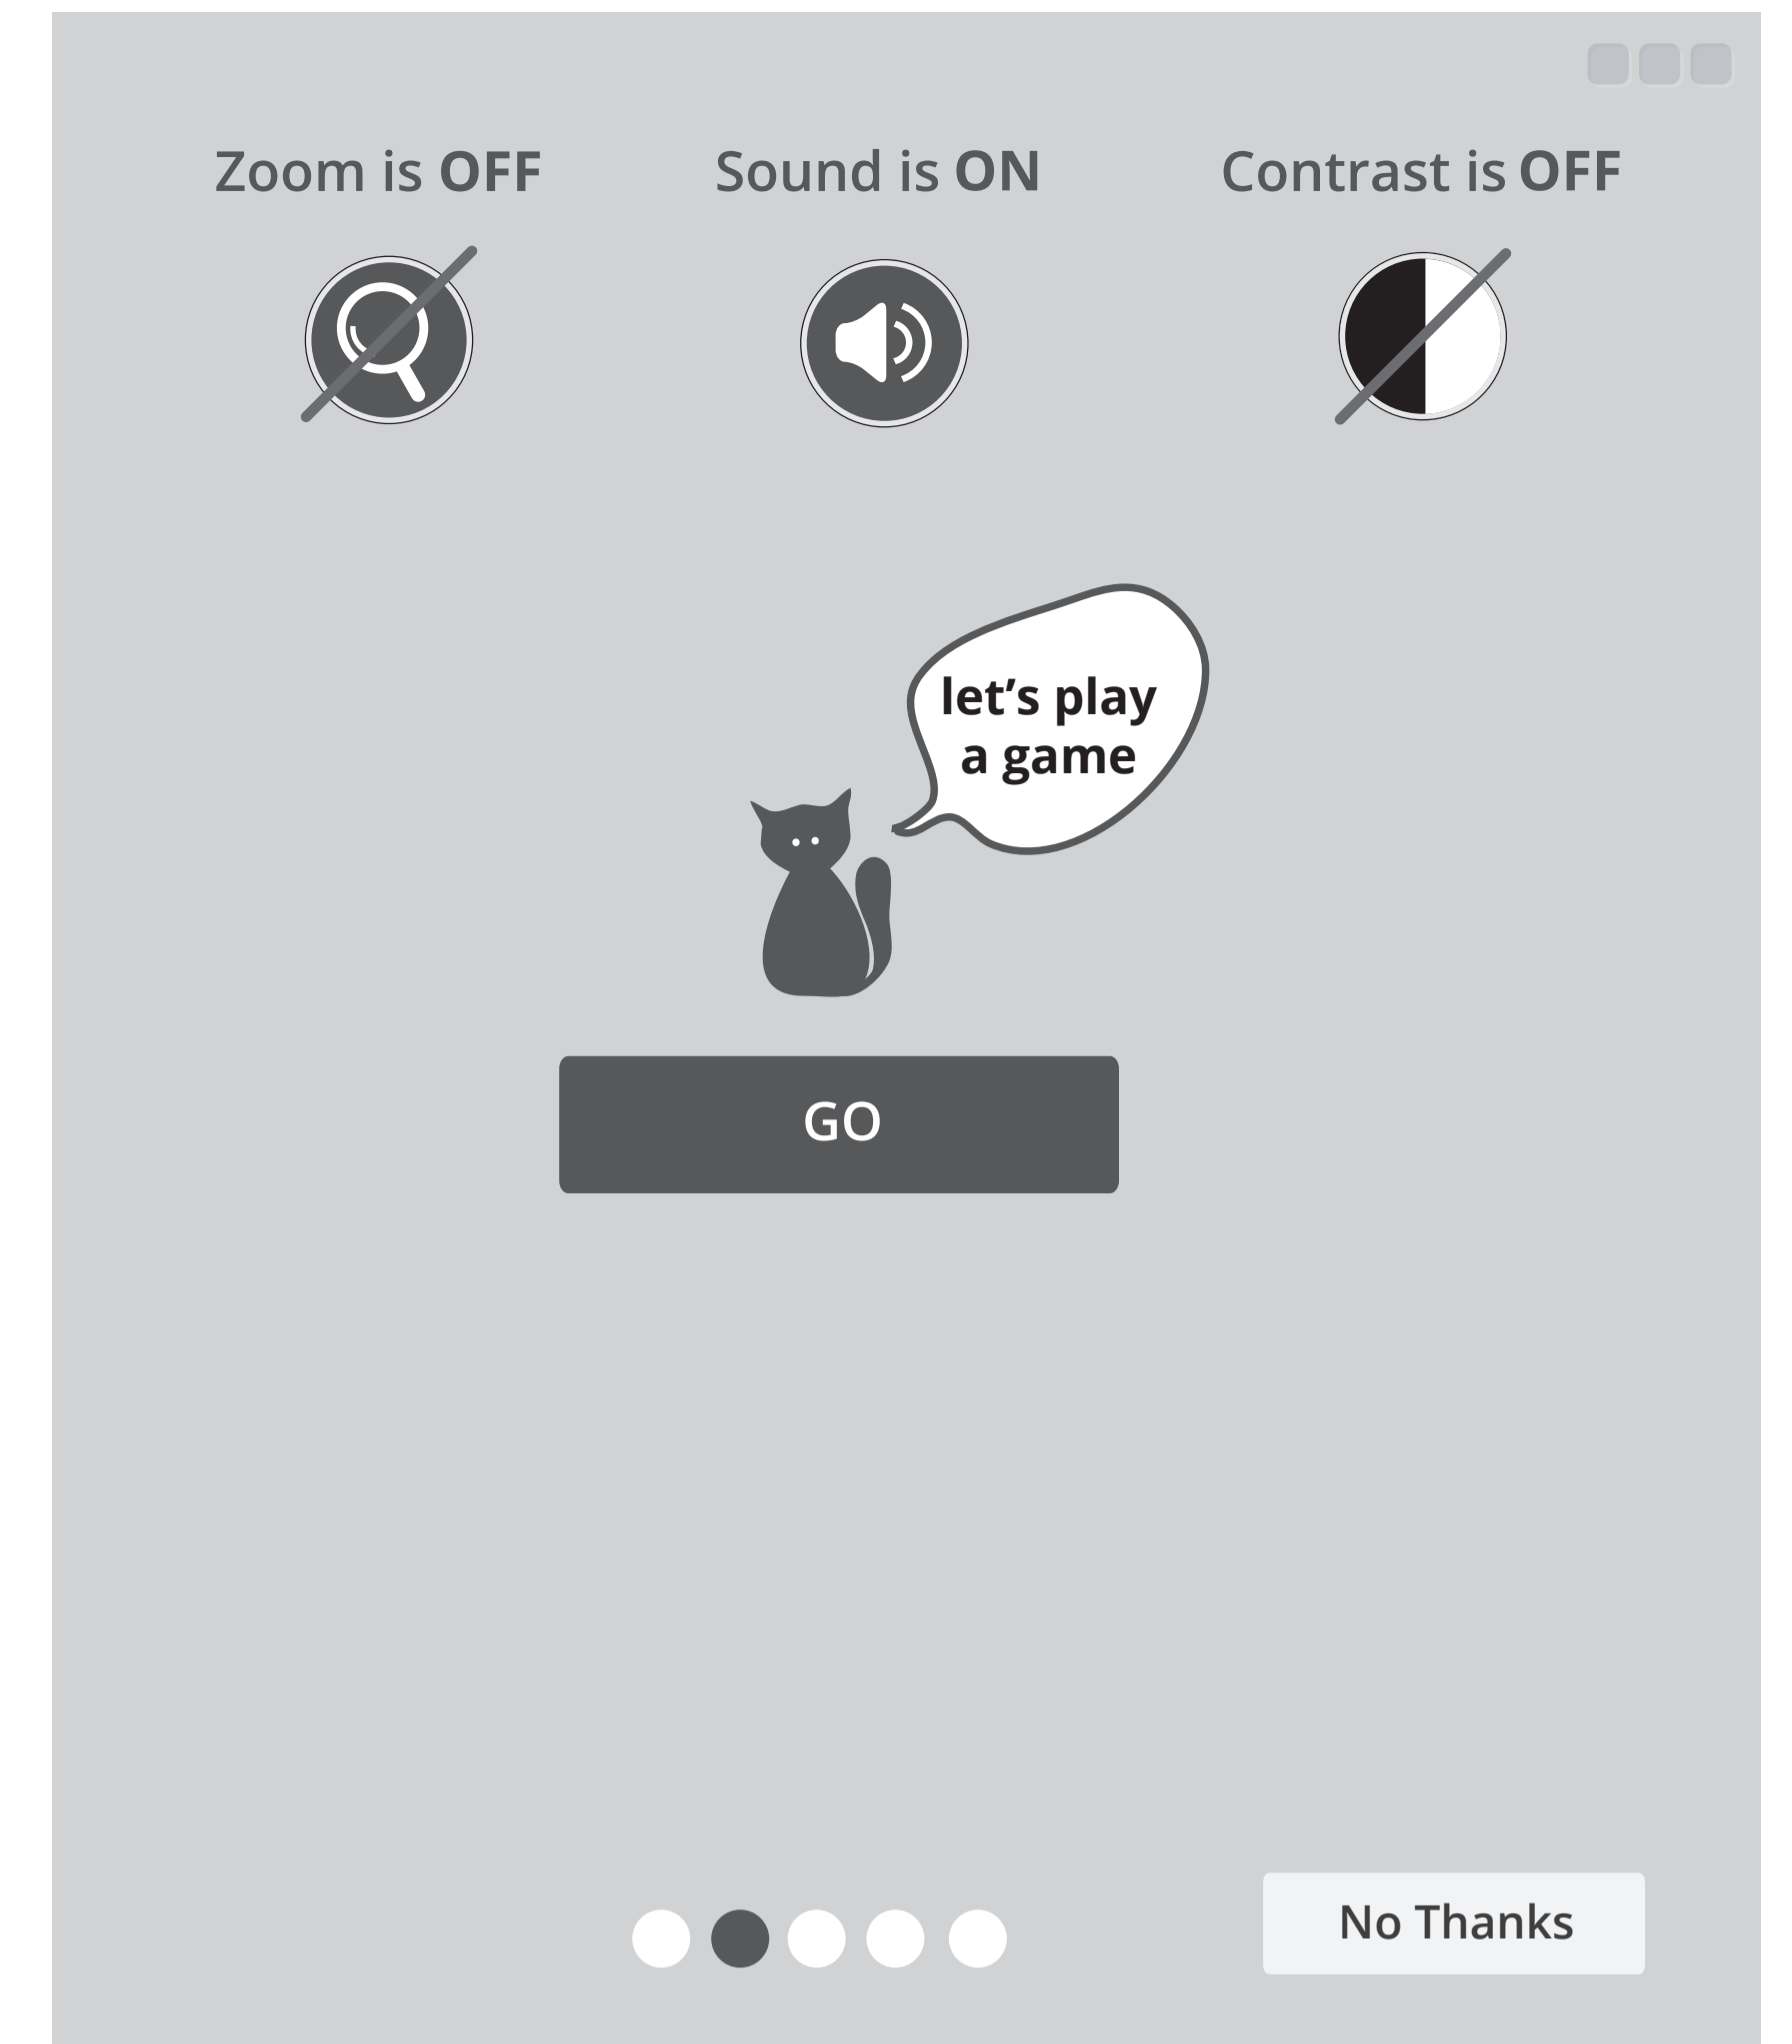 Zoom is OFF
Sound is ON
Contrast is OFF
let’s play
a game
GO
No Thanks